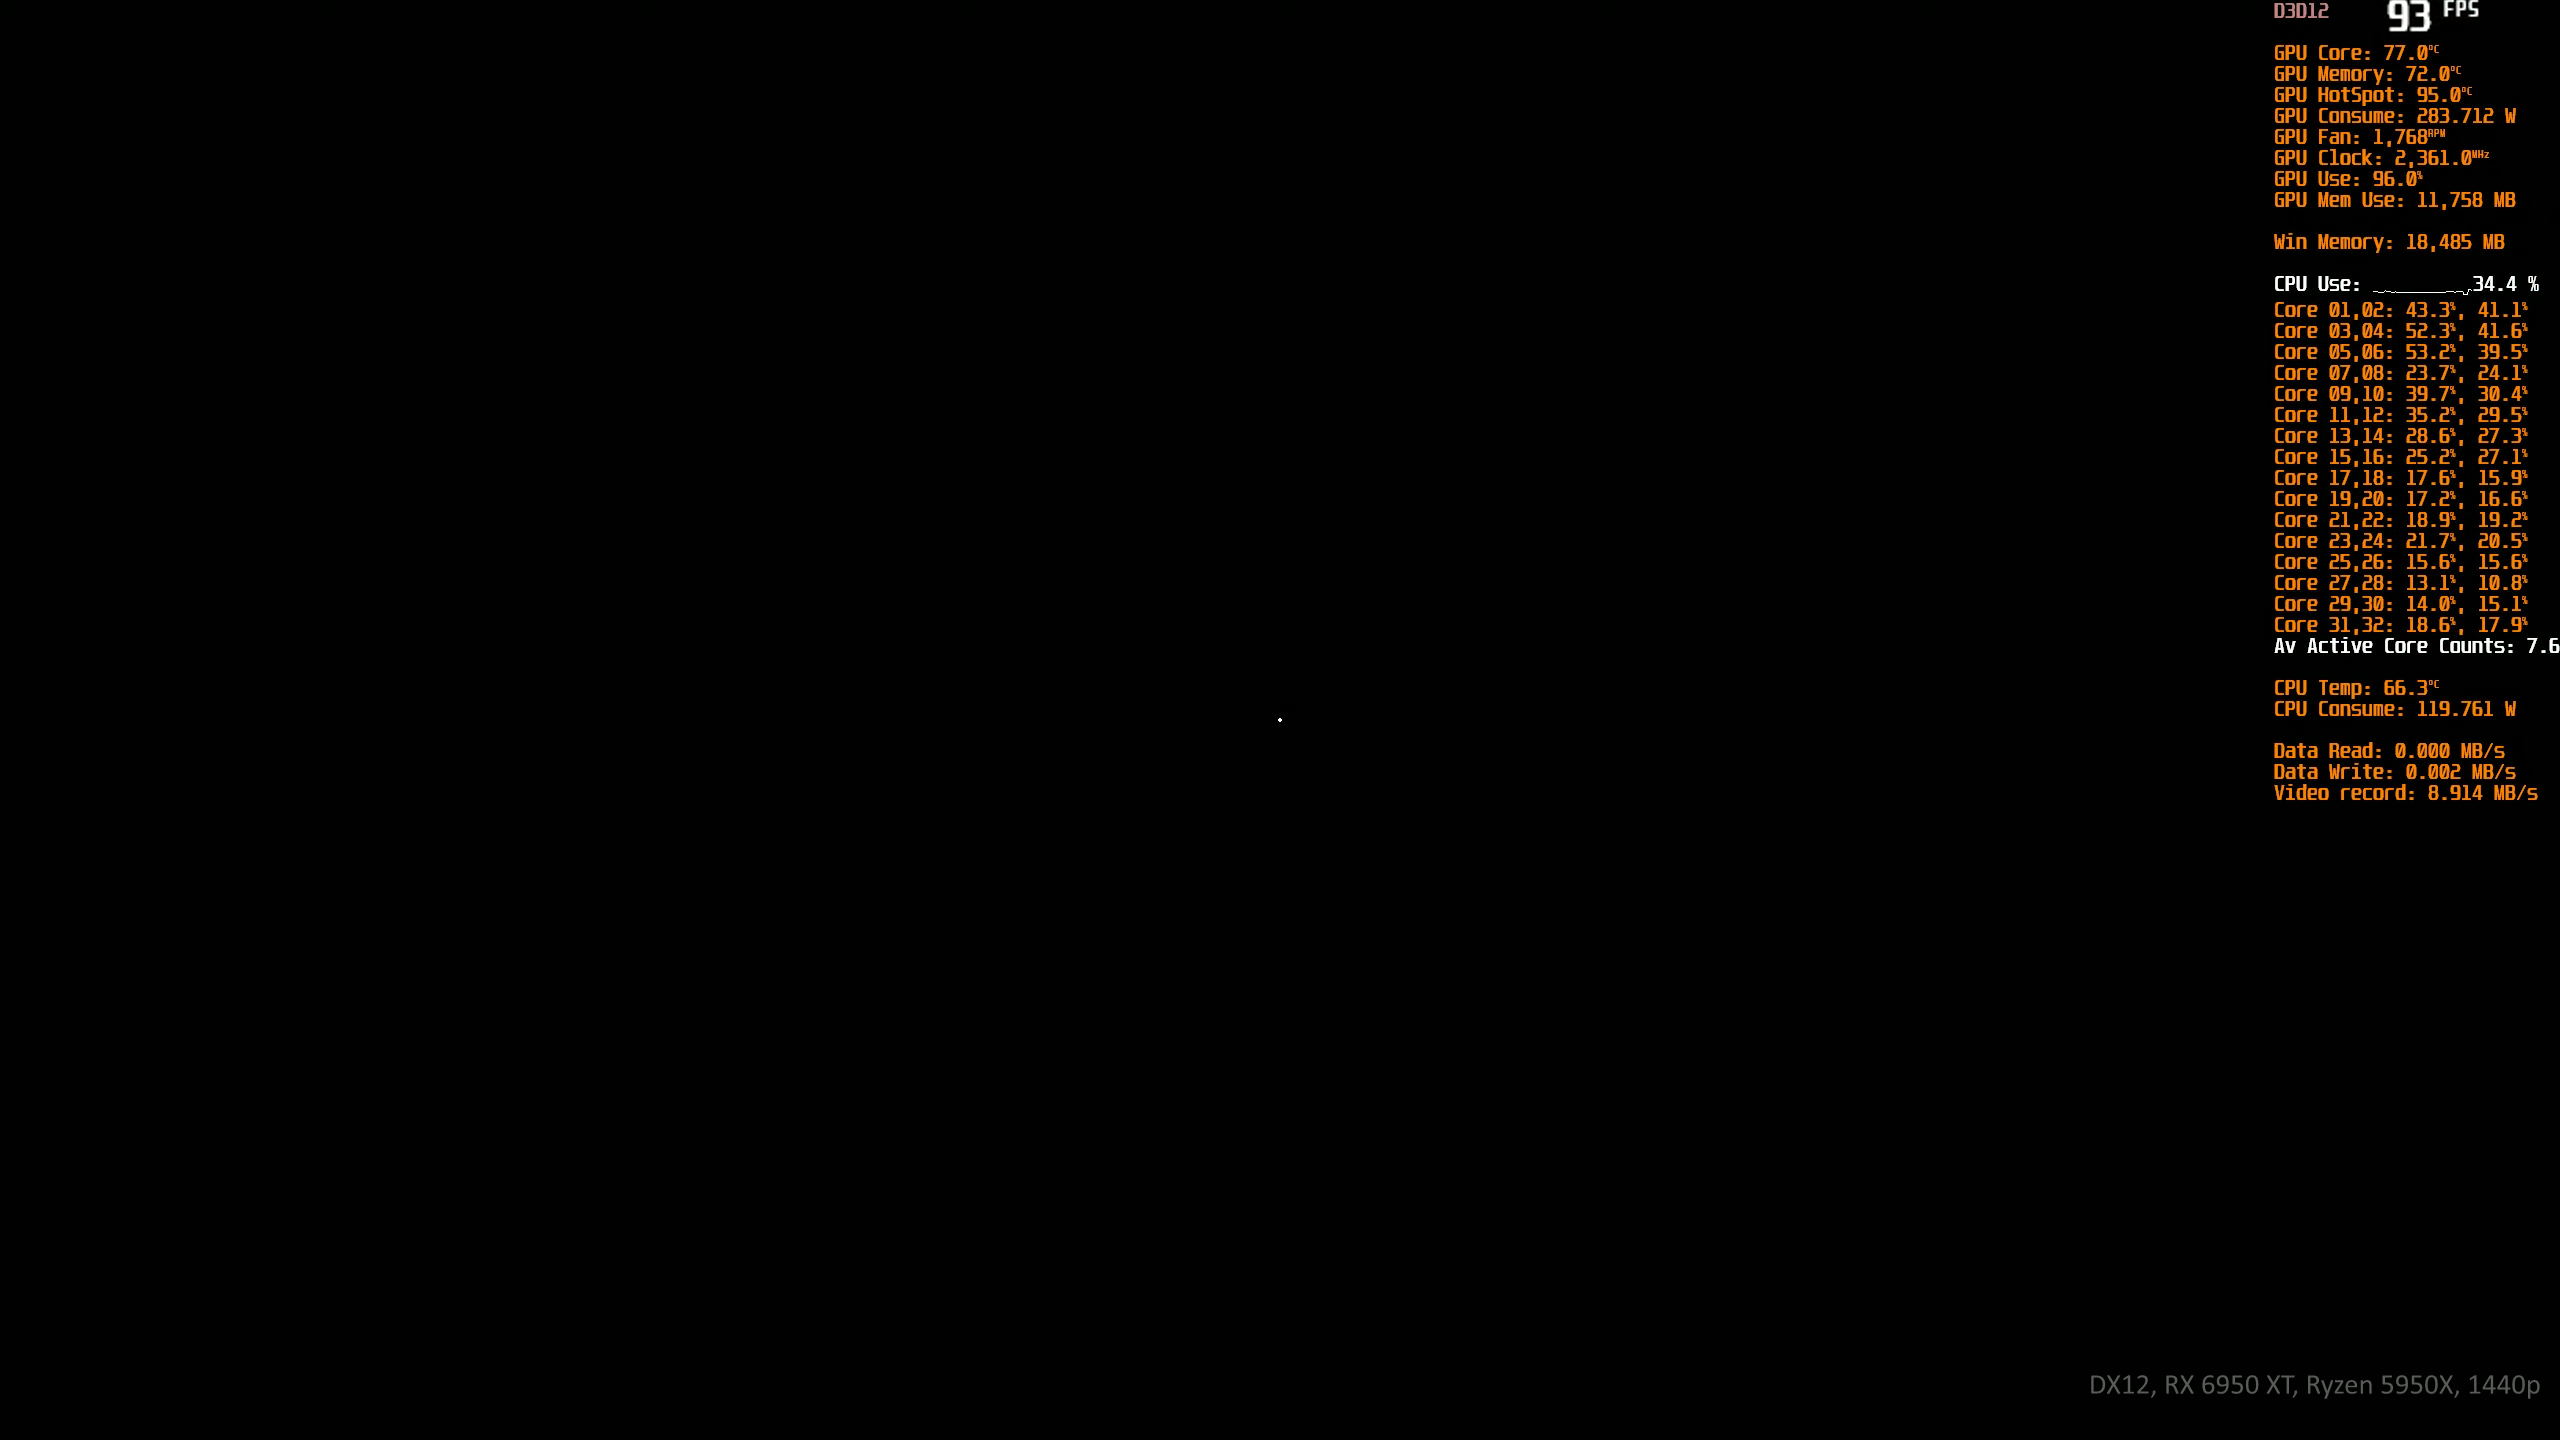 D3D12 93 FPS
GPU Core: 77.0°C
GPU Memory: 72.0°C
GPU HotSpot: 95.0°C
GPU Consume: 283.712 W
GPU Fan: 1,768RPM
GPU Clock: 2,361.0MHz
GPU Use: 96.0%
GPU Mem Use: 11,758 MB
Win Memory: 18,485 MB
CPU Use: 34.4 %
Core 01,02: 43.3%, 41.1%
Core 03,04: 52.3%, 41.6%
Core 05,06: 53.2%, 39.5%
Core 07,08: 23.7%, 24.1%
Core 09,10: 39.7%, 30.4%
Core 11,12: 35.2%, 29.5%
Core 13,14: 28.6%, 27.3%
Core 15,16: 25.2%, 27.1%
Core 17,18: 17.6%, 15.9%
Core 19,20: 17.2%, 16.6%
Core 21,22: 18.9%, 19.2%
Core 23,24: 21.7%, 20.5%
Core 25,26: 15.6%, 15.6%
Core 27,28: 13.1%, 10.8%
Core 29,30: 14.0%, 15.1%
Core 31,32: 18.6%, 17.9%
Av Active Core Counts: 7.6
CPU Temp: 66.3°C
CPU Consume: 119.761 W
Data Read: 0.000 MB/s
Data Write: 0.002 MB/s
Video record: 8.914 MB/s
DX12, RX 6950 XT, Ryzen 5950X, 1440p